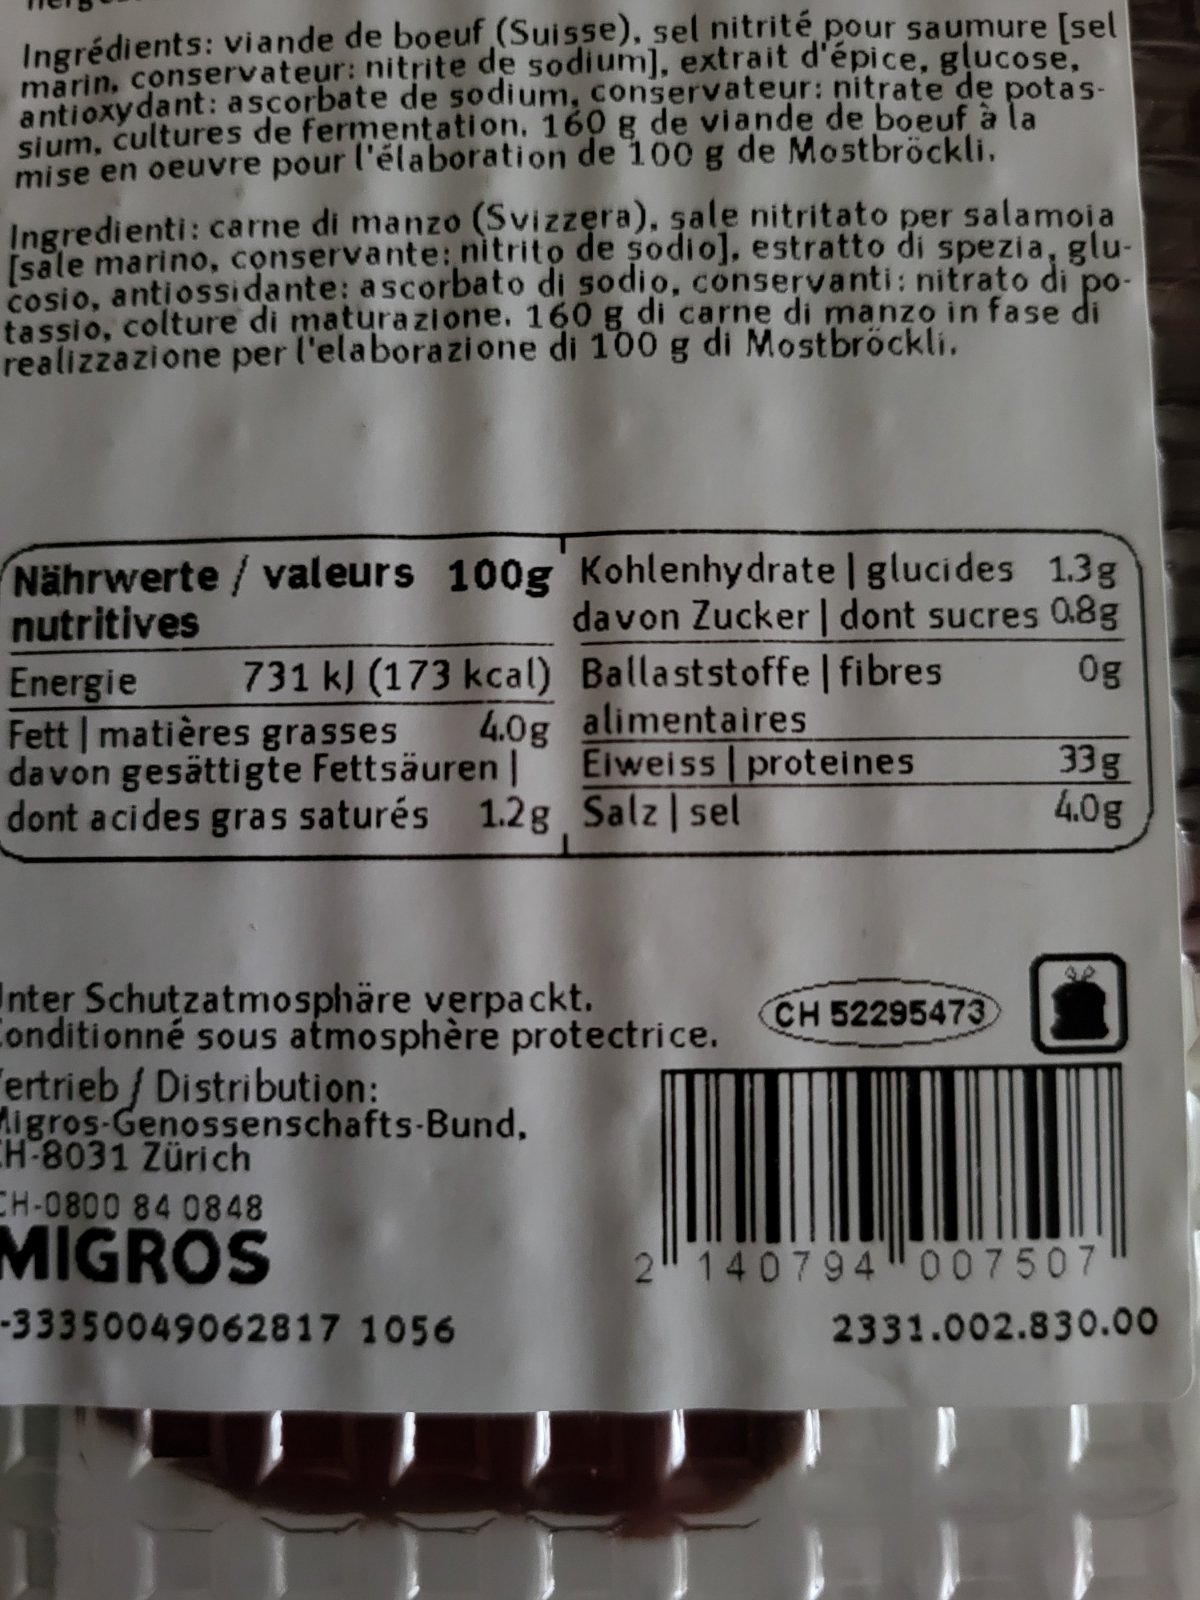 Ingrédients: viande de boeuf (Suisse), sel nitrité pour saumure [sel
marin, conservateur: nitrite de sodium], extrait d'épice, glucose,
antioxydant: ascorbate de sodium, conservateur: nitrate de potas-
sium, cultures de fermentation. 160 g de viande de boeuf à la
mise en oeuvre pour l'élaboration de 100 g de Mostbröckli.
Ingredienti: carne di manzo (Svizzera), sale nitritato per salamoia
[sale marino, conservante: nitrito de sodio], estratto di spezia, glu-
cosio, antiossidante: ascorbato di sodio, conservanti: nitrato di po-
tassio, colture di maturazione. 160 g di carne di manzo in fase di
realizzazione per l'elaborazione di 100 g di Mostbröckli.
Nährwerte / valeurs 100g
nutritives
Energie 731 kJ (173 kcal)
Fett | matières grasses 4.0g
davon gesättigte Fettsäuren |
dont acides gras saturés 1.2g
Kohlenhydrate | glucides 1.3g
davon Zucker | dont sucres 0.8g
Ballaststoffe | fibres 0g
alimentaires
Eiweiss | proteines 33g
Salz | sel 4.0g
Unter Schutzatmosphäre verpackt.
Conditionné sous atmosphère protectrice.
CH 52295473
Vertrieb / Distribution:
Migros-Genossenschafts-Bund,
CH-8031 Zürich
CH-0800 84 0848
MIGROS
-33350049062817 1056
2 140794 007507
2331.002.830.00